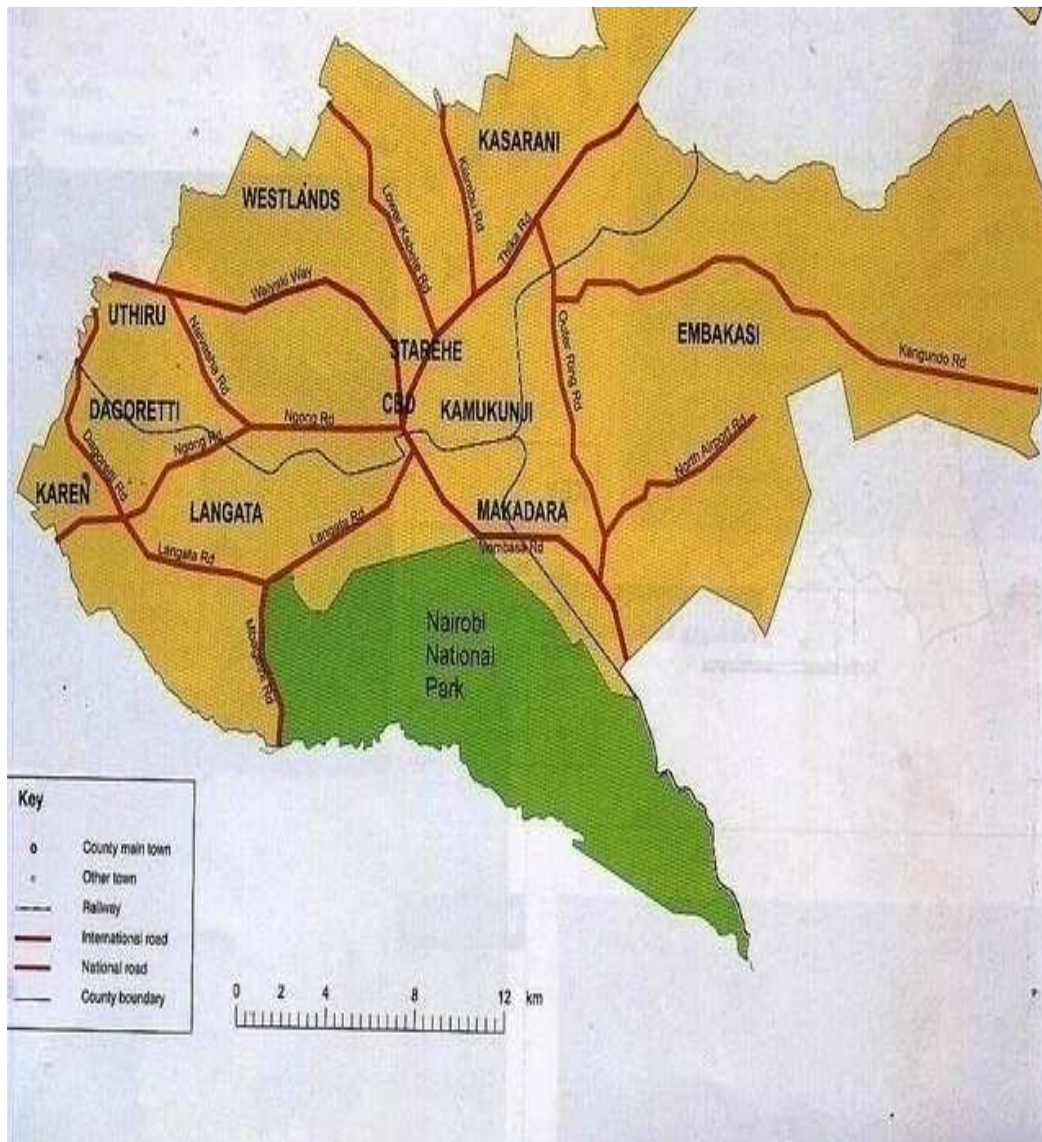 KASARANI
WESTLANDS
Lower Kabete Rd
Kiambu Rd
Thika Rd
Waiyaki Way
UTHIRU
Naivasha Rd
STAREHE
EMBAKASI
Outer Ring Rd
Kangundo Rd
DAGORETTI
CBD
KAMUKUNJI
Ngong Rd
Ngong Rd
North Airport Rd
Dagoretti Rd
KAREN
LANGATA
MAKADARA
Langata Rd
Langata Rd
Mombasa Rd
Nairobi
National
Park
Key
County main town
Other town
Railway
International road
National road
County boundary
0 2 4 8 12 km